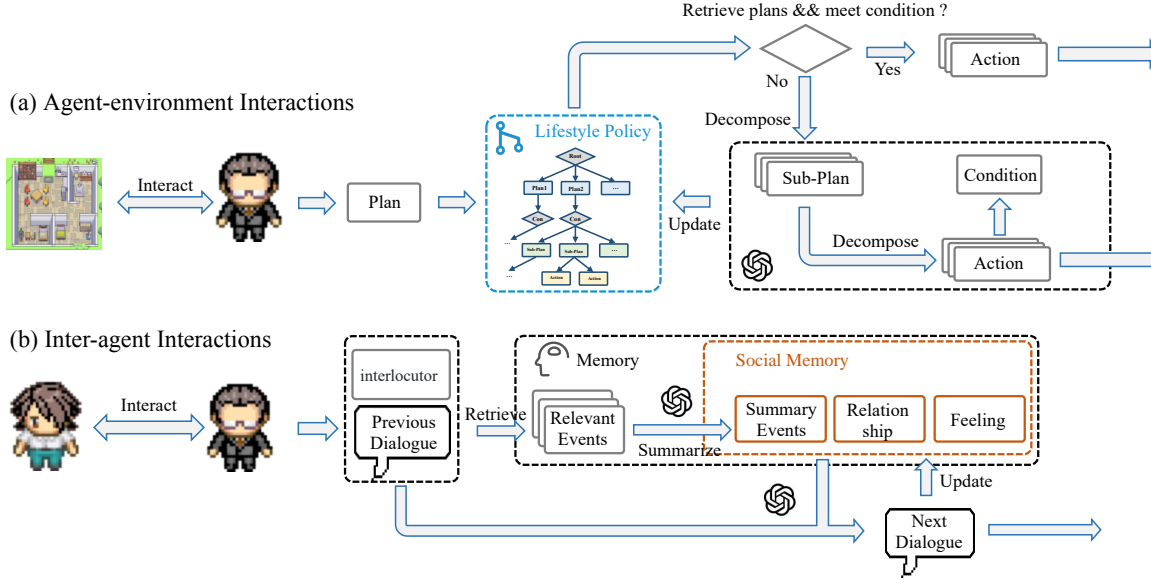 Retrieve plans && meet condition ?
(a) Agent-environment Interactions
Interact
Plan
Lifestyle Policy
Root
Plan1
Plan2
...
Con
Con
...
Sub-Plan
Sub-Plan
...
...
Action
Action
Yes
Action
No
Decompose
Update
Sub-Plan
Condition
Decompose
Action
(b) Inter-agent Interactions
Interact
interlocutor
Previous
Dialogue
Retrieve
Memory
Relevant
Events
Summarize
Social Memory
Summary
Events
Relation
ship
Feeling
Update
Next
Dialogue